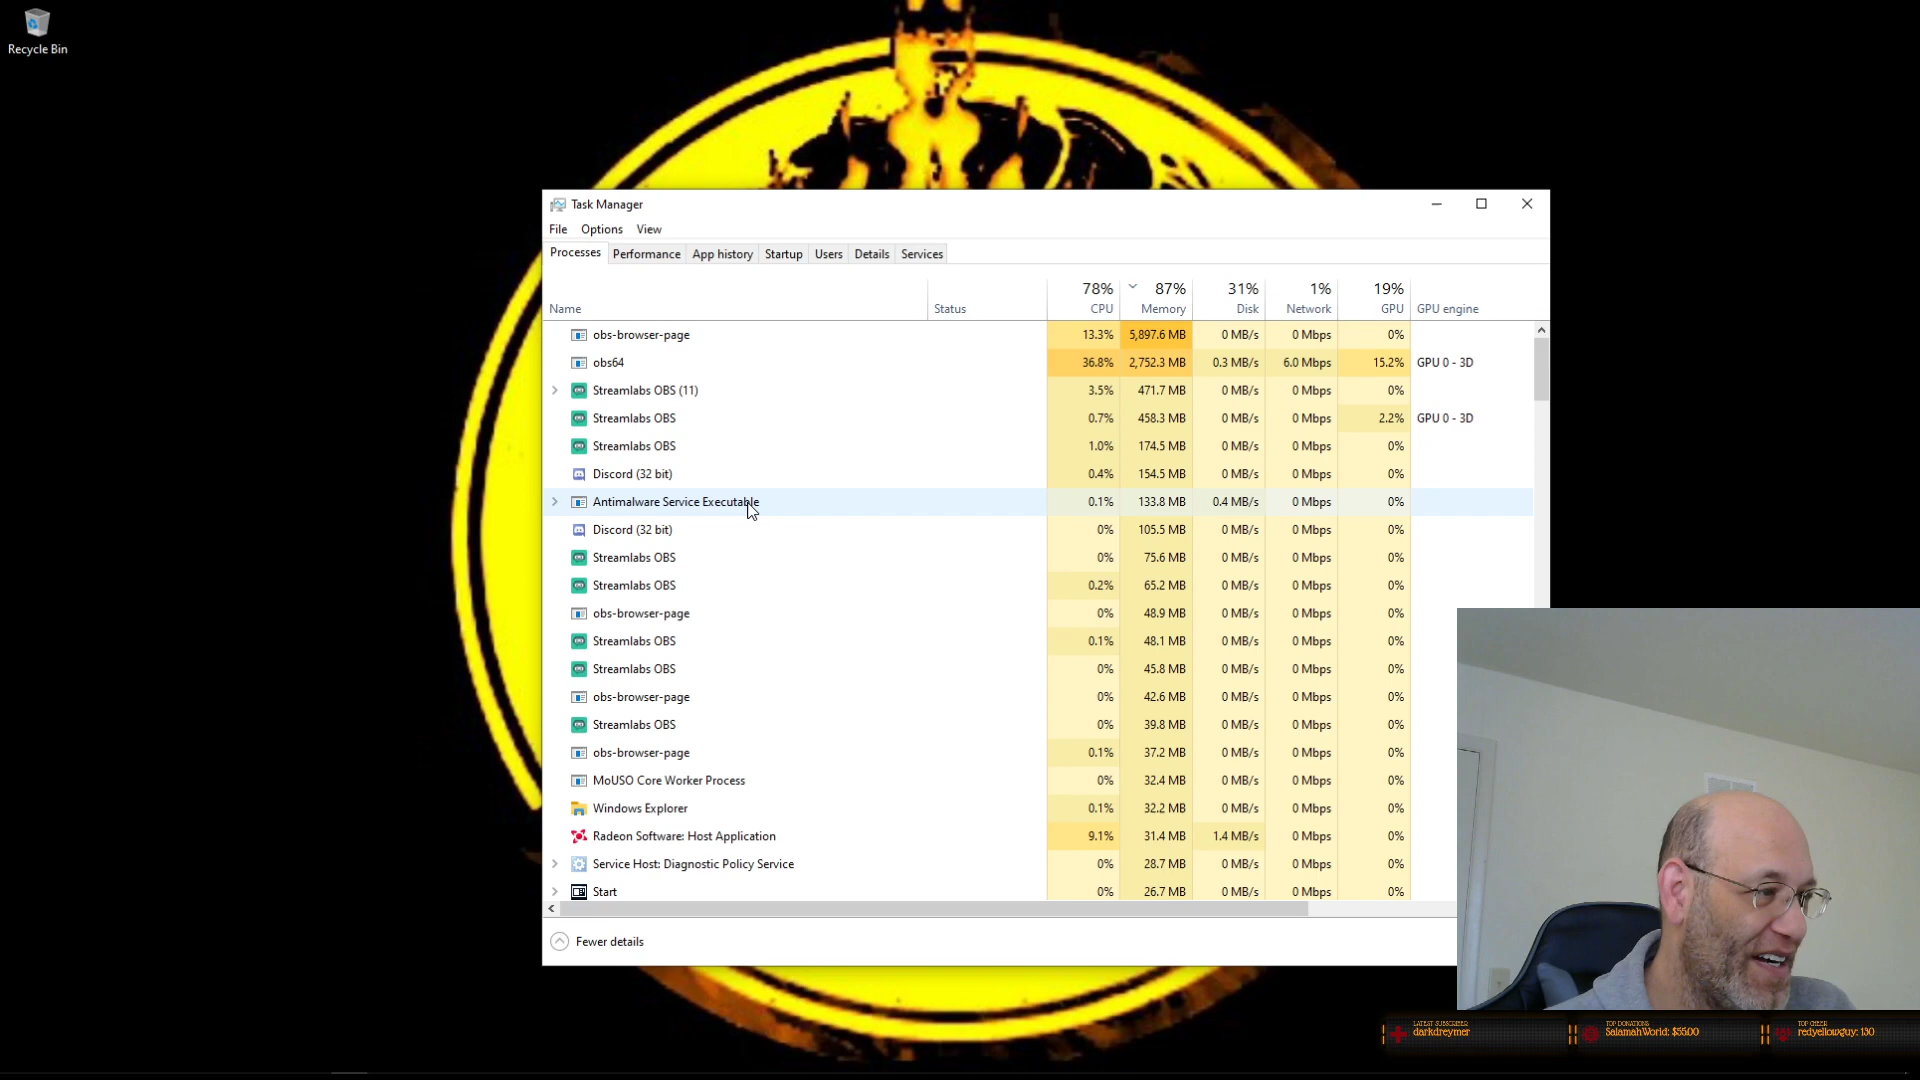 Recycle Bin
Task Manager
File Options View
Processes Performance App history Startup Users Details Services
78% 87% 31% 1% 19%
Name Status CPU Memory Disk Network GPU GPU engine
obs-browser-page 13.3% 5,897.6 MB 0 MB/s 0 Mbps 0%
obs64 36.8% 2,752.3 MB 0.3 MB/s 6.0 Mbps 15.2% GPU 0 - 3D
Streamlabs OBS (11) 3.5% 471.7 MB 0 MB/s 0 Mbps 0%
Streamlabs OBS 0.7% 458.3 MB 0 MB/s 0 Mbps 2.2% GPU 0 - 3D
Streamlabs OBS 1.0% 174.5 MB 0 MB/s 0 Mbps 0%
Discord (32 bit) 0.4% 154.5 MB 0 MB/s 0 Mbps 0%
Antimalware Service Executable 0.1% 133.8 MB 0.4 MB/s 0 Mbps 0%
Discord (32 bit) 0% 105.5 MB 0 MB/s 0 Mbps 0%
Streamlabs OBS 0% 75.6 MB 0 MB/s 0 Mbps 0%
Streamlabs OBS 0.2% 65.2 MB 0 MB/s 0 Mbps 0%
obs-browser-page 0% 48.9 MB 0 MB/s 0 Mbps 0%
Streamlabs OBS 0.1% 48.1 MB 0 MB/s 0 Mbps 0%
Streamlabs OBS 0% 45.8 MB 0 MB/s 0 Mbps 0%
obs-browser-page 0% 42.6 MB 0 MB/s 0 Mbps 0%
Streamlabs OBS 0% 39.8 MB 0 MB/s 0 Mbps 0%
obs-browser-page 0.1% 37.2 MB 0 MB/s 0 Mbps 0%
MoUSO Core Worker Process 0% 32.4 MB 0 MB/s 0 Mbps 0%
Windows Explorer 0.1% 32.2 MB 0 MB/s 0 Mbps 0%
Radeon Software: Host Application 9.1% 31.4 MB 1.4 MB/s 0 Mbps 0%
Service Host: Diagnostic Policy Service 0% 28.7 MB 0 MB/s 0 Mbps 0%
Start 0% 26.7 MB 0 MB/s 0 Mbps 0%
Fewer details
LATEST SUBSCRIBER TOP DONATIONS TOP CHEER
darkdreymer SalamahWorld: $55.00 redyellowguy: 130